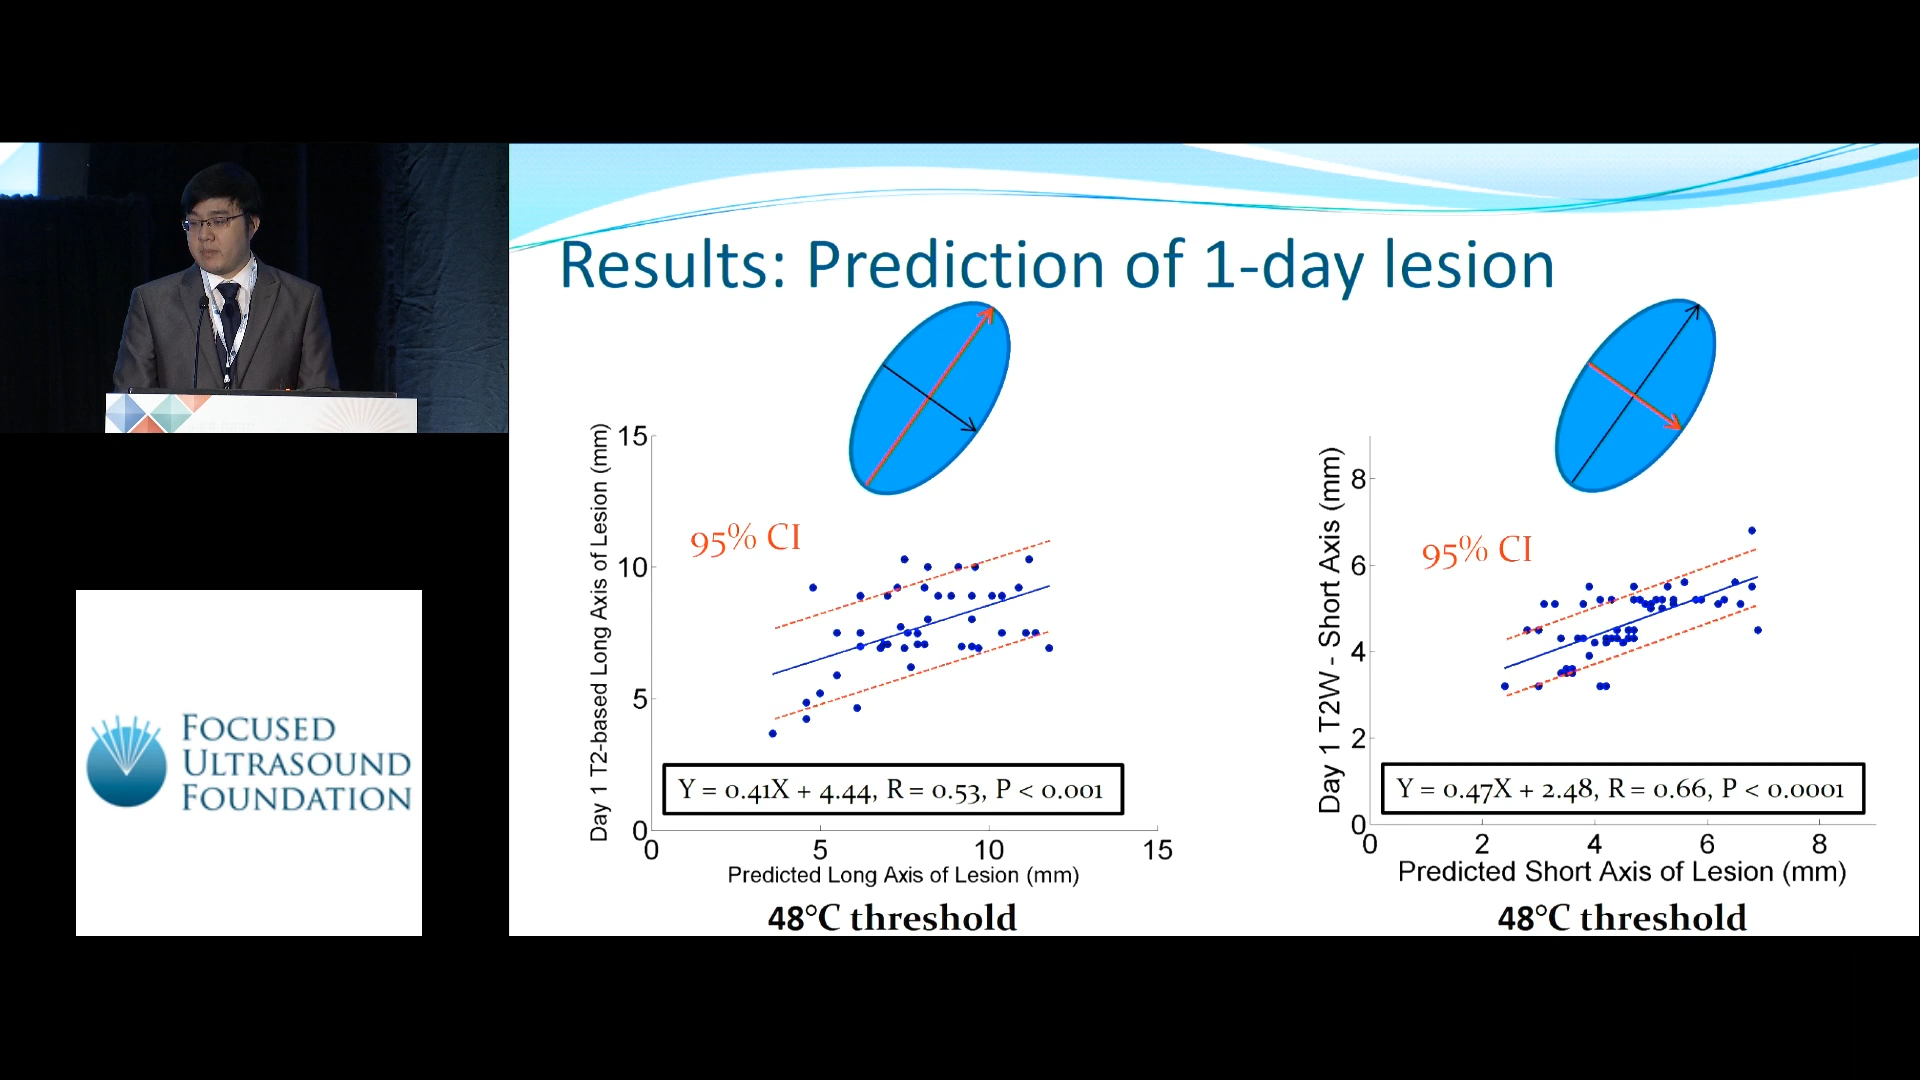 Results: Prediction of 1-day lesion
Day 1 T2-based Long Axis of Lesion (mm)
15
10
5
0
95% CI
Y = 0.41X + 4.44, R = 0.53, P < 0.001
0
5
10
15
Predicted Long Axis of Lesion (mm)
48°C threshold
Day 1 T2W - Short Axis (mm)
8
6
4
2
0
95% CI
Y = 0.47X + 2.48, R = 0.66, P < 0.0001
0
2
4
6
8
Predicted Short Axis of Lesion (mm)
48°C threshold
FOCUSED
ULTRASOUND
FOUNDATION